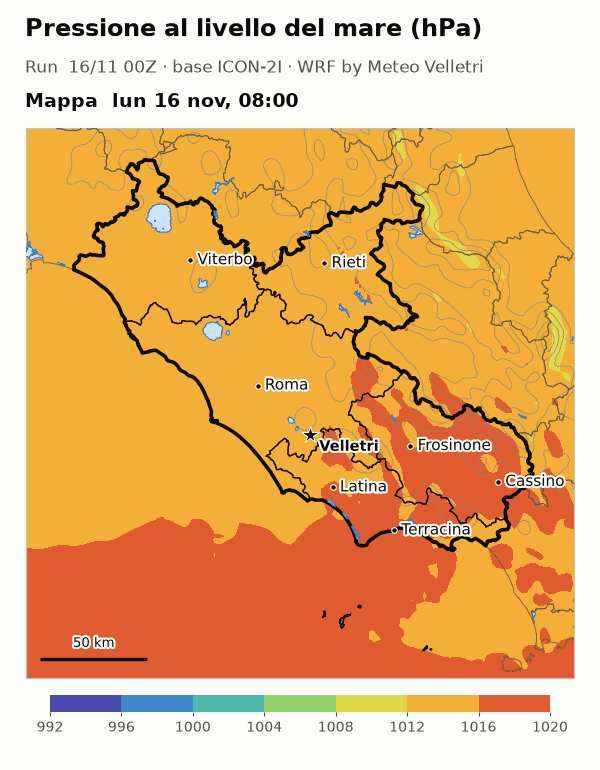 Pressione al livello del mare (hPa)
Run  16/11 00Z · base ICON-2I · WRF by Meteo Velletri
Mappa  lun 16 nov, 08:00
Viterbo
Rieti
Roma
Velletri
Frosinone
Latina
Cassino
Terracina
50 km
992 996 1000 1004 1008 1012 1016 1020